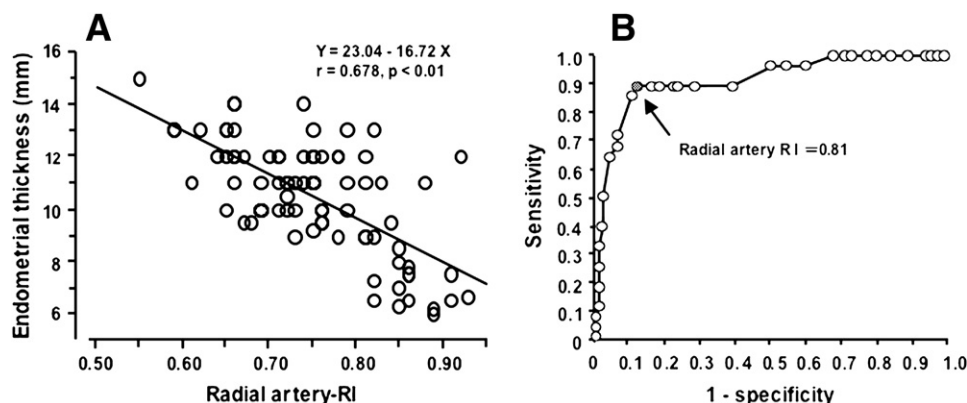 A
Y = 23.04 - 16.72 X
r = 0.678, p < 0.01
Endometrial thickness (mm)
16
14
12
10
8
6
0.50 0.60 0.70 0.80 0.90
Radial artery-RI
B
Sensitivity
1.0
0.9
0.8
0.7
0.6
0.5
0.4
0.3
0.2
0.1
0
Radial artery R I =0.81
0 0.1 0.2 0.3 0.4 0.5 0.6 0.7 0.8 0.9 1.0
1 - specificity